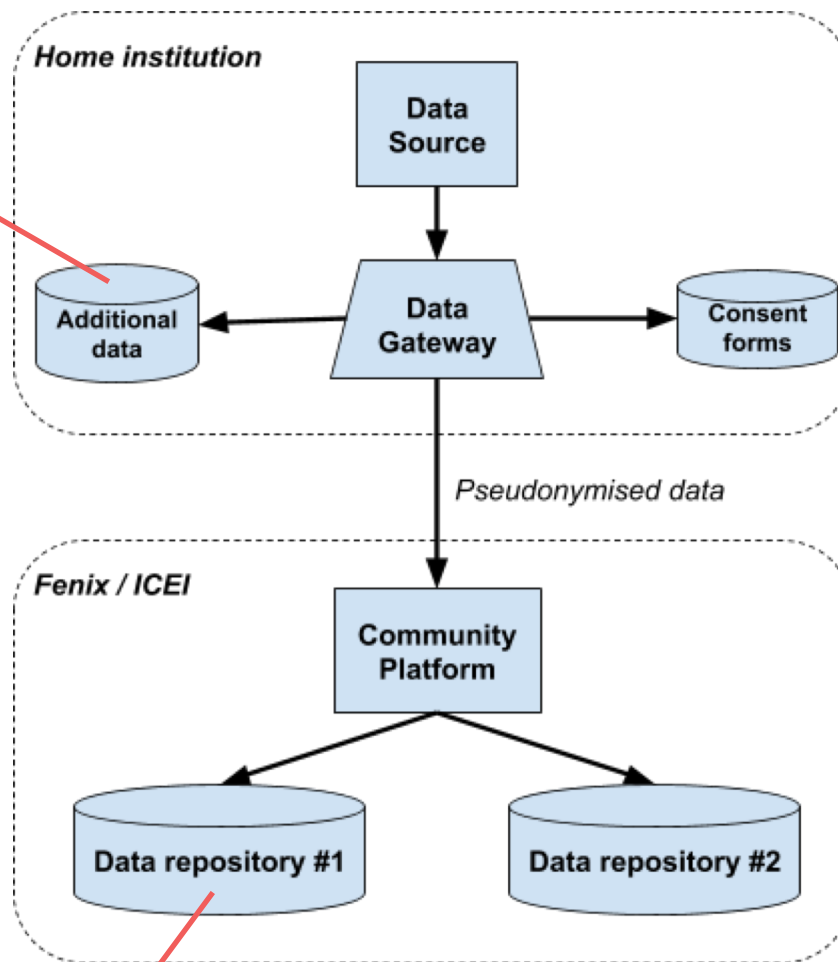 Home institution
Data
Source
Additional
data
Data
Gateway
Consent
forms
Pseudonymised data
Fenix / ICEI
Community
Platform
Data repository #1
Data repository #2